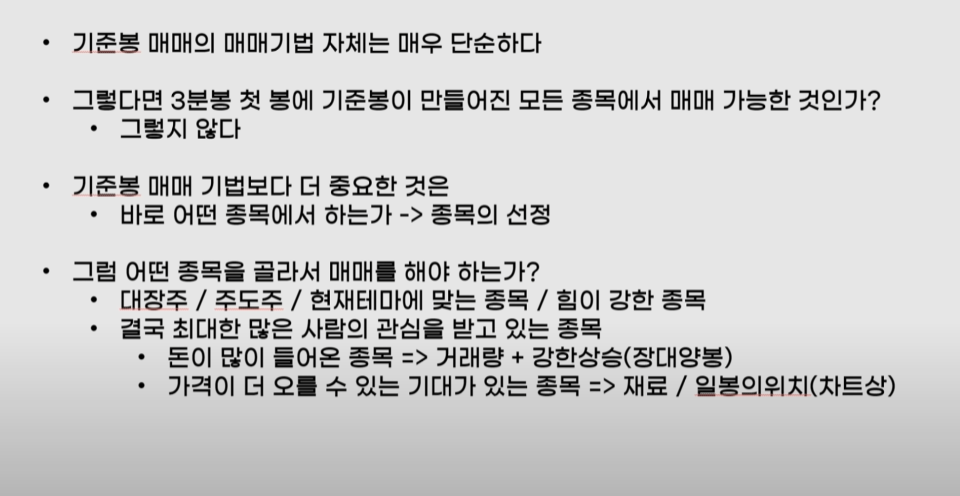 • 기준봉 매매의 매매기법 자체는 매우 단순하다
• 그렇다면 3분봉 첫 봉에 기준봉이 만들어진 모든 종목에서 매매 가능한 것인가?
• 그렇지 않다
• 기준봉 매매 기법보다 더 중요한 것은
• 바로 어떤 종목에서 하는가 -> 종목의 선정
• 그럼 어떤 종목을 골라서 매매를 해야 하는가?
• 대장주 / 주도주 / 현재테마에 맞는 종목 / 힘이 강한 종목
• 결국 최대한 많은 사람의 관심을 받고 있는 종목
• 돈이 많이 들어온 종목 => 거래량 + 강한상승(장대양봉)
• 가격이 더 오를 수 있는 기대가 있는 종목 => 재료 / 일봉의위치(차트상)